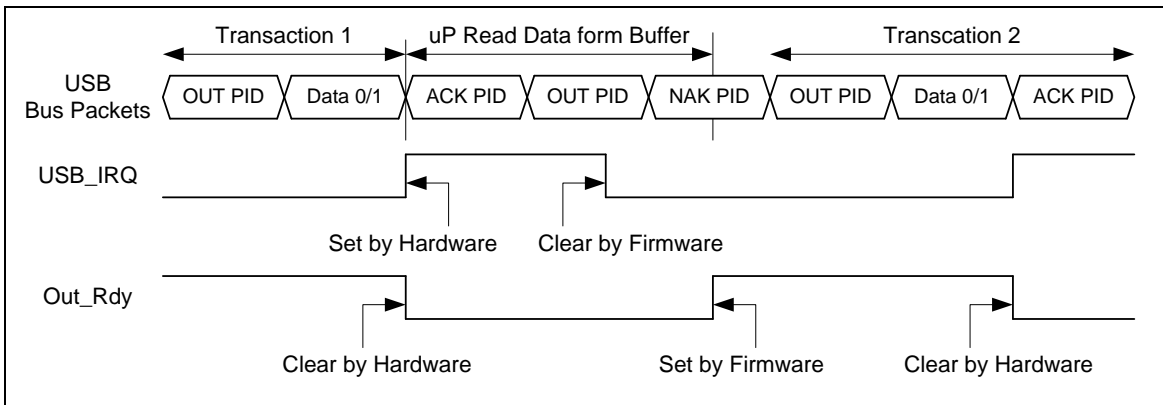 Transaction 1
uP Read Data form Buffer
Transcation 2
USB
Bus Packets
OUT PID
Data 0/1
ACK PID
OUT PID
NAK PID
OUT PID
Data 0/1
ACK PID
USB_IRQ
Set by Hardware
Clear by Firmware
Out_Rdy
Clear by Hardware
Set by Firmware
Clear by Hardware